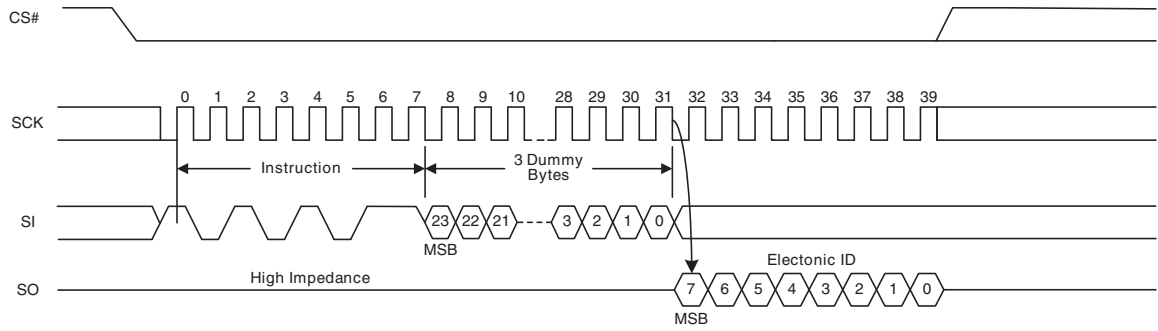 CS#
0 1 2 3 4 5 6 7 8 9 10 28 29 30 31 32 33 34 35 36 37 38 39
SCK
Instruction
3 Dummy
Bytes
SI
23 22 21 3 2 1 0
MSB
High Impedance
Electonic ID
SO
7 6 5 4 3 2 1 0
MSB